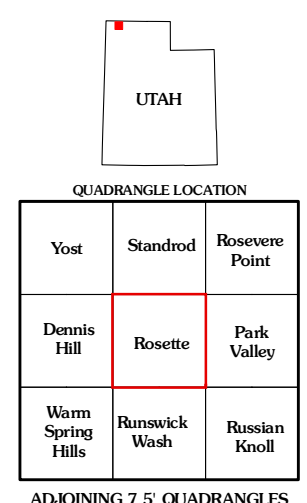 UTAH
QUADRANGLE LOCATION
Yost
Standrod
Rosevere
Point
Dennis
Hill
Rosette
Park
Valley
Warm
Spring
Hills
Runswick
Wash
Russian
Knoll
ADJOINING 7.5' QUADRANGLES